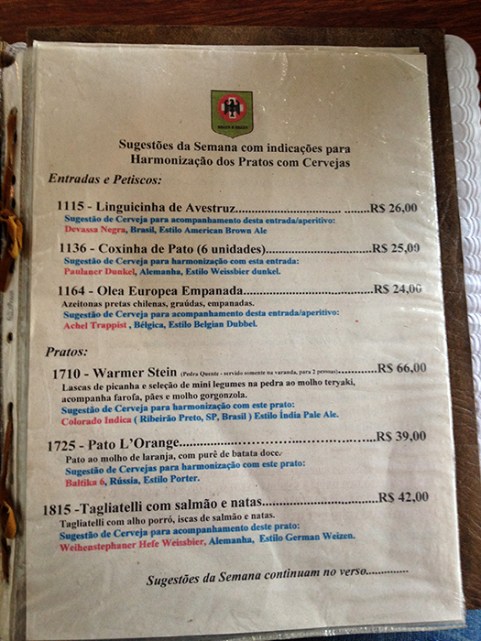 Sugestões da Semana com indicações para
Harmonização dos Pratos com Cervejas
Entradas e Petiscos:
1115 - Linguicinha de Avestruz........................ .......R$ 26,00
Sugestão de Cerveja para acompanhamento desta entrada/aperitivo:
Devassa Negra, Brasil, Estilo American Brown Ale
1136 - Coxinha de Pato (6 unidades)............................R$ 25,00
Sugestão de Cerveja para harmonização com esta entrada:
Paulaner Dunkel, Alemanha, Estilo Weissbier dunkel.
1164 - Olea Europea Empanada...............................R$ 24,00
Azeitonas pretas chilenas, graúdas, empanadas.
Sugestão de Cerveja para acompanhamento desta entrada/aperitivo:
Achel Trappist , Bélgica, Estilo Belgian Dubbel.
Pratos:
1710 - Warmer Stein (Pedra Quente - servido somente na varanda, para 2 pessoas)..............R$ 66,00
Lascas de picanha e seleção de mini legumes na pedra ao molho teryaki,
acompanha farofa, pães e molho gorgonzola.
Sugestão de Cerveja para harmonização com este prato:
Colorado Indica ( Ribeirão Preto, SP, Brasil ) Estilo Índia Pale Ale.
1725 - Pato L'Orange................................................R$ 39,00
Pato ao molho de laranja, com purê de batata doce.
Sugestão de Cervejas para harmonização com este prato:
Baltika 6, Rússia, Estilo Porter.
1815 -Tagliatelli com salmão e natas............................R$ 42,00
Tagliatelli com alho porró, iscas de salmão e natas.
Sugestão de Cerveja para acompanhamento deste prato:
Weihenstephaner Hefe Weissbier, Alemanha, Estilo German Weizen.
Sugestões da Semana continuam no verso.............